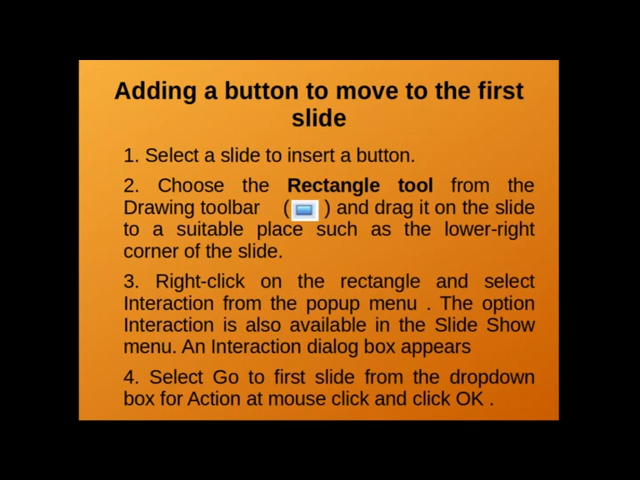 Adding a button to move to the first
slide
1. Select a slide to insert a button.
2. Choose the Rectangle tool from the
Drawing toolbar ( ) and drag it on the slide
to a suitable place such as the lower-right
corner of the slide.
3. Right-click on the rectangle and select
Interaction from the popup menu . The option
Interaction is also available in the Slide Show
menu. An Interaction dialog box appears
4. Select Go to first slide from the dropdown
box for Action at mouse click and click OK .